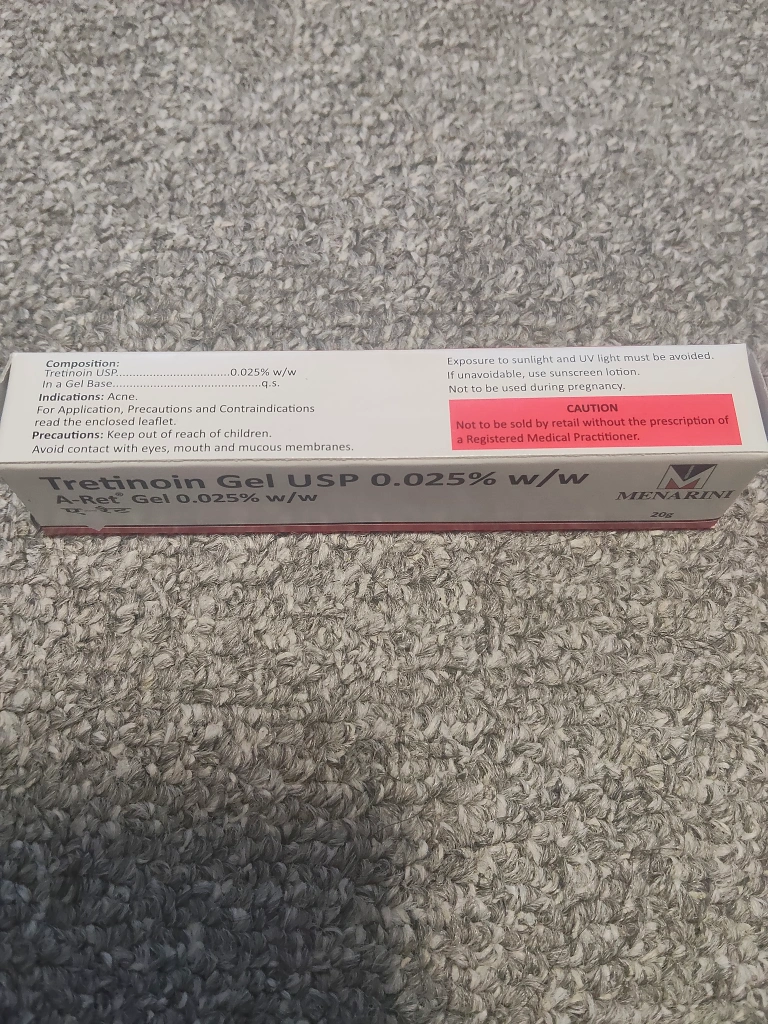 Composition:
Tretinoin USP..............................0.025% w/w
In a Gel Base........................................q.s.
Indications: Acne.
For Application, Precautions and Contraindications
read the enclosed leaflet.
Precautions: Keep out of reach of children.
Avoid contact with eyes, mouth and mucous membranes.
Exposure to sunlight and UV light must be avoided.
If unavoidable, use sunscreen lotion.
Not to be used during pregnancy.
CAUTION
Not to be sold by retail without the prescription of
a Registered Medical Practitioner.
Tretinoin Gel USP 0.025% w/w
A-Ret® Gel 0.025% w/w
ए-रैट
MENARINI
20g